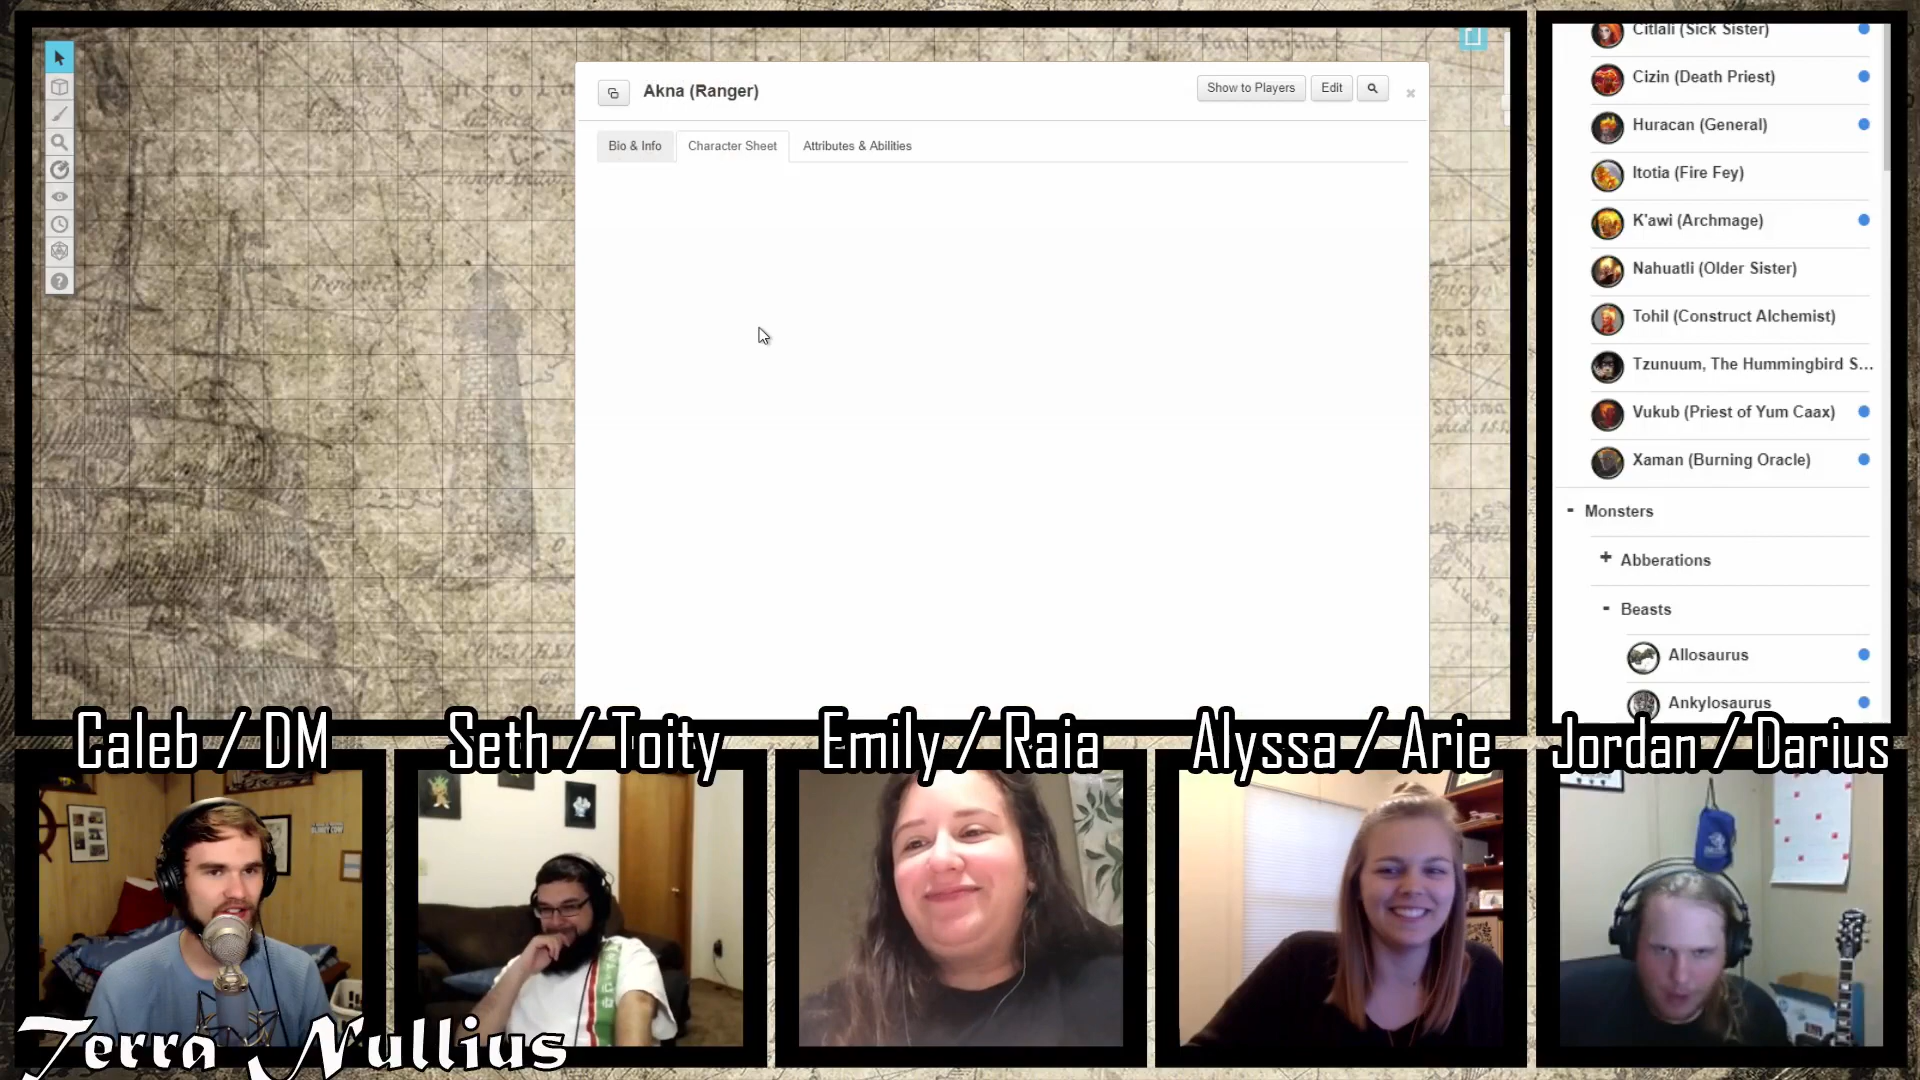 Akna (Ranger)
Show to Players
Edit
Bio & Info
Character Sheet
Attributes & Abilities
Citlali (Sick Sister)
Cizin (Death Priest)
Huracan (General)
Itotia (Fire Fey)
K'awi (Archmage)
Nahuatli (Older Sister)
Tohil (Construct Alchemist)
Tzunuum, The Hummingbird S...
Vukub (Priest of Yum Caax)
Xaman (Burning Oracle)
Monsters
Abberations
Beasts
Allosaurus
Ankylosaurus
Caleb / DM
Seth / Toity
Emily / Raia
Alyssa / Arie
Jordan / Darius
Terra Nullius